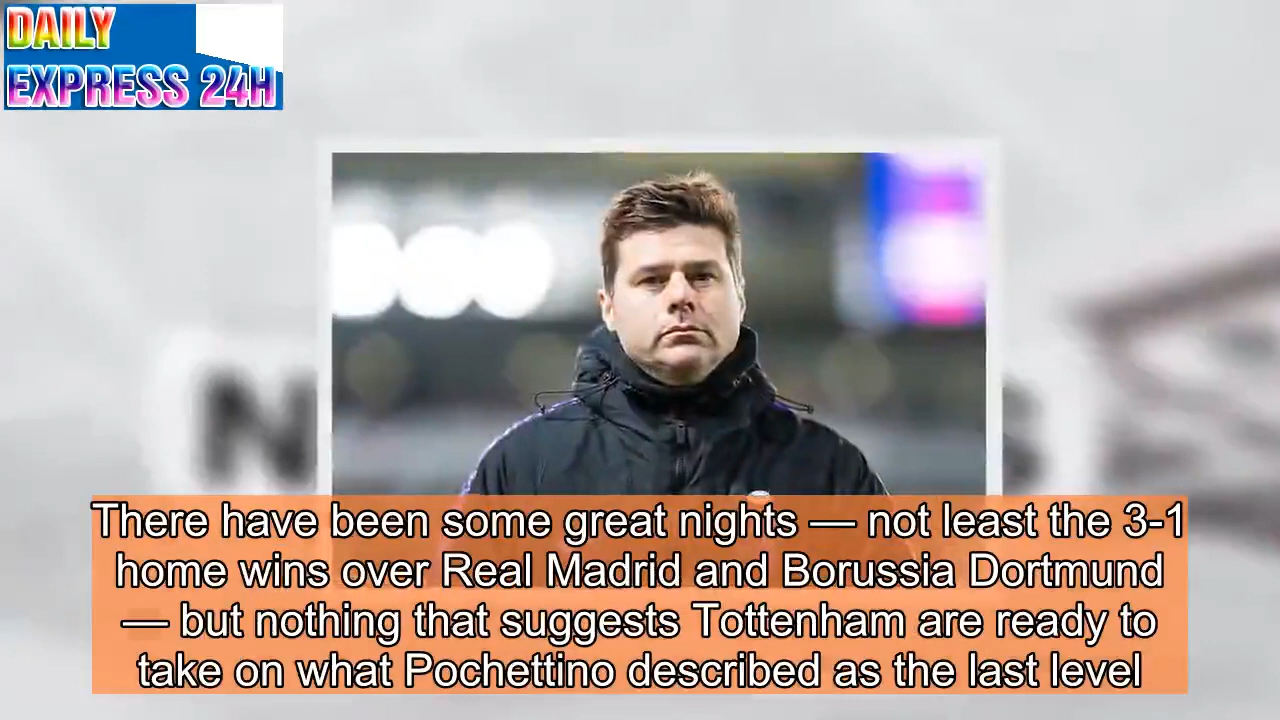 DAILY
EXPRESS 24H
There have been some great nights — not least the 3-1
home wins over Real Madrid and Borussia Dortmund
— but nothing that suggests Tottenham are ready to
take on what Pochettino described as the last level